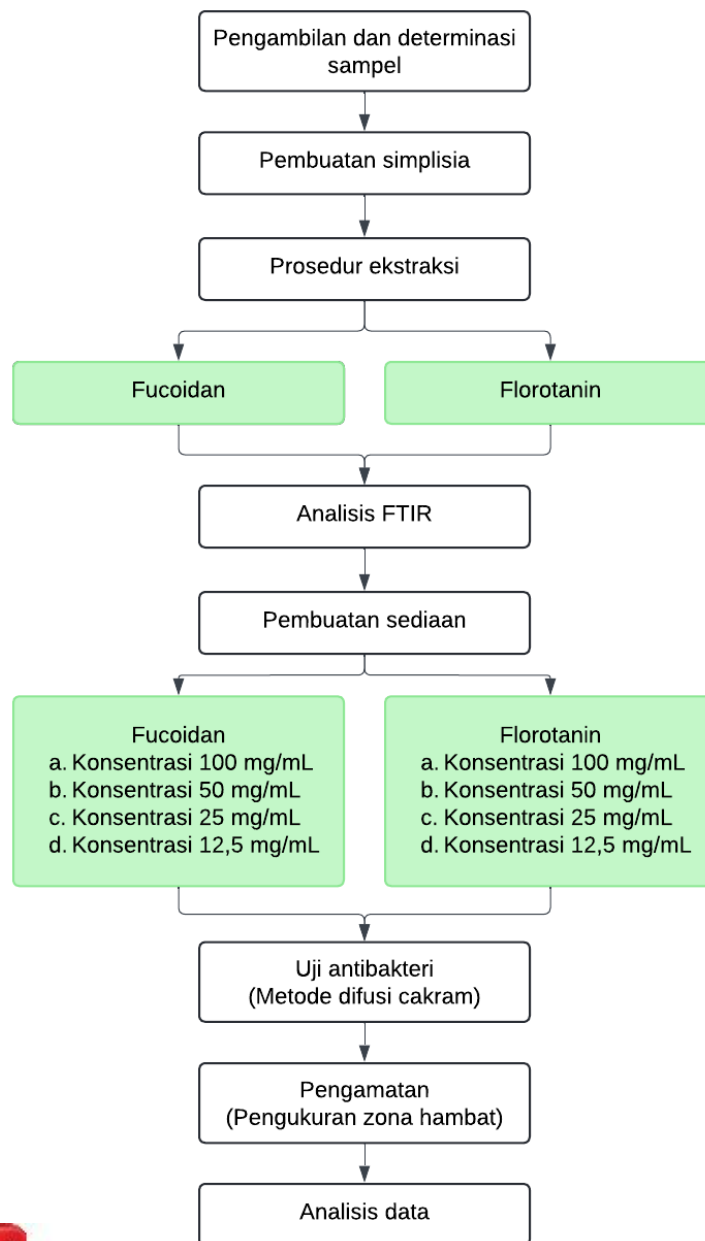 Pengambilan dan determinasi
sampel
Pembuatan simplisia
Prosedur ekstraksi
Fucoidan
Florotanin
Analisis FTIR
Pembuatan sediaan
Fucoidan
a. Konsentrasi 100 mg/mL
b. Konsentrasi 50 mg/mL
c. Konsentrasi 25 mg/mL
d. Konsentrasi 12,5 mg/mL
Florotanin
a. Konsentrasi 100 mg/mL
b. Konsentrasi 50 mg/mL
c. Konsentrasi 25 mg/mL
d. Konsentrasi 12,5 mg/mL
Uji antibakteri
(Metode difusi cakram)
Pengamatan
(Pengukuran zona hambat)
Analisis data